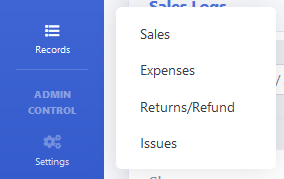 Sales Logs
Records
ADMIN
CONTROL
Settings
Sales
Expenses
Returns/Refund
Issues
/